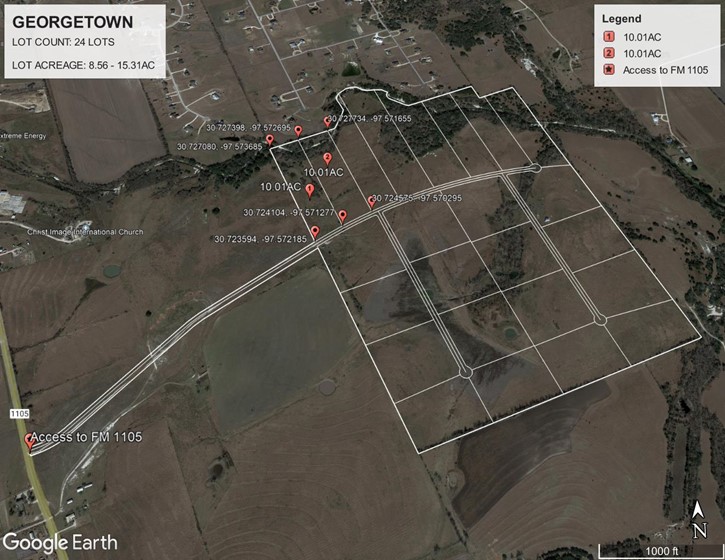 GEORGETOWN
LOT COUNT: 24 LOTS
LOT ACREAGE: 8.56 - 15.31AC
Legend
1 10.01AC
2 10.01AC
Access to FM 1105
30.727734, -97.571655
30.727398, -97.572695
30.727080, -97.573685
xtreme Energy
2
10.01AC
1
10.01AC
30.724575, -97.570295
30.724104, -97.571277
Christ Image International Church
30.723594, -97.572185
1105
Access to FM 1105
N
Google Earth
1000 ft